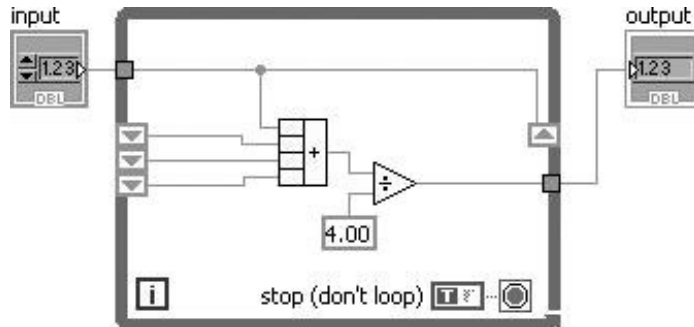 input
output
1.23
DBL
1.23
DBL
+
÷
4.00
i
stop (don't loop)
T